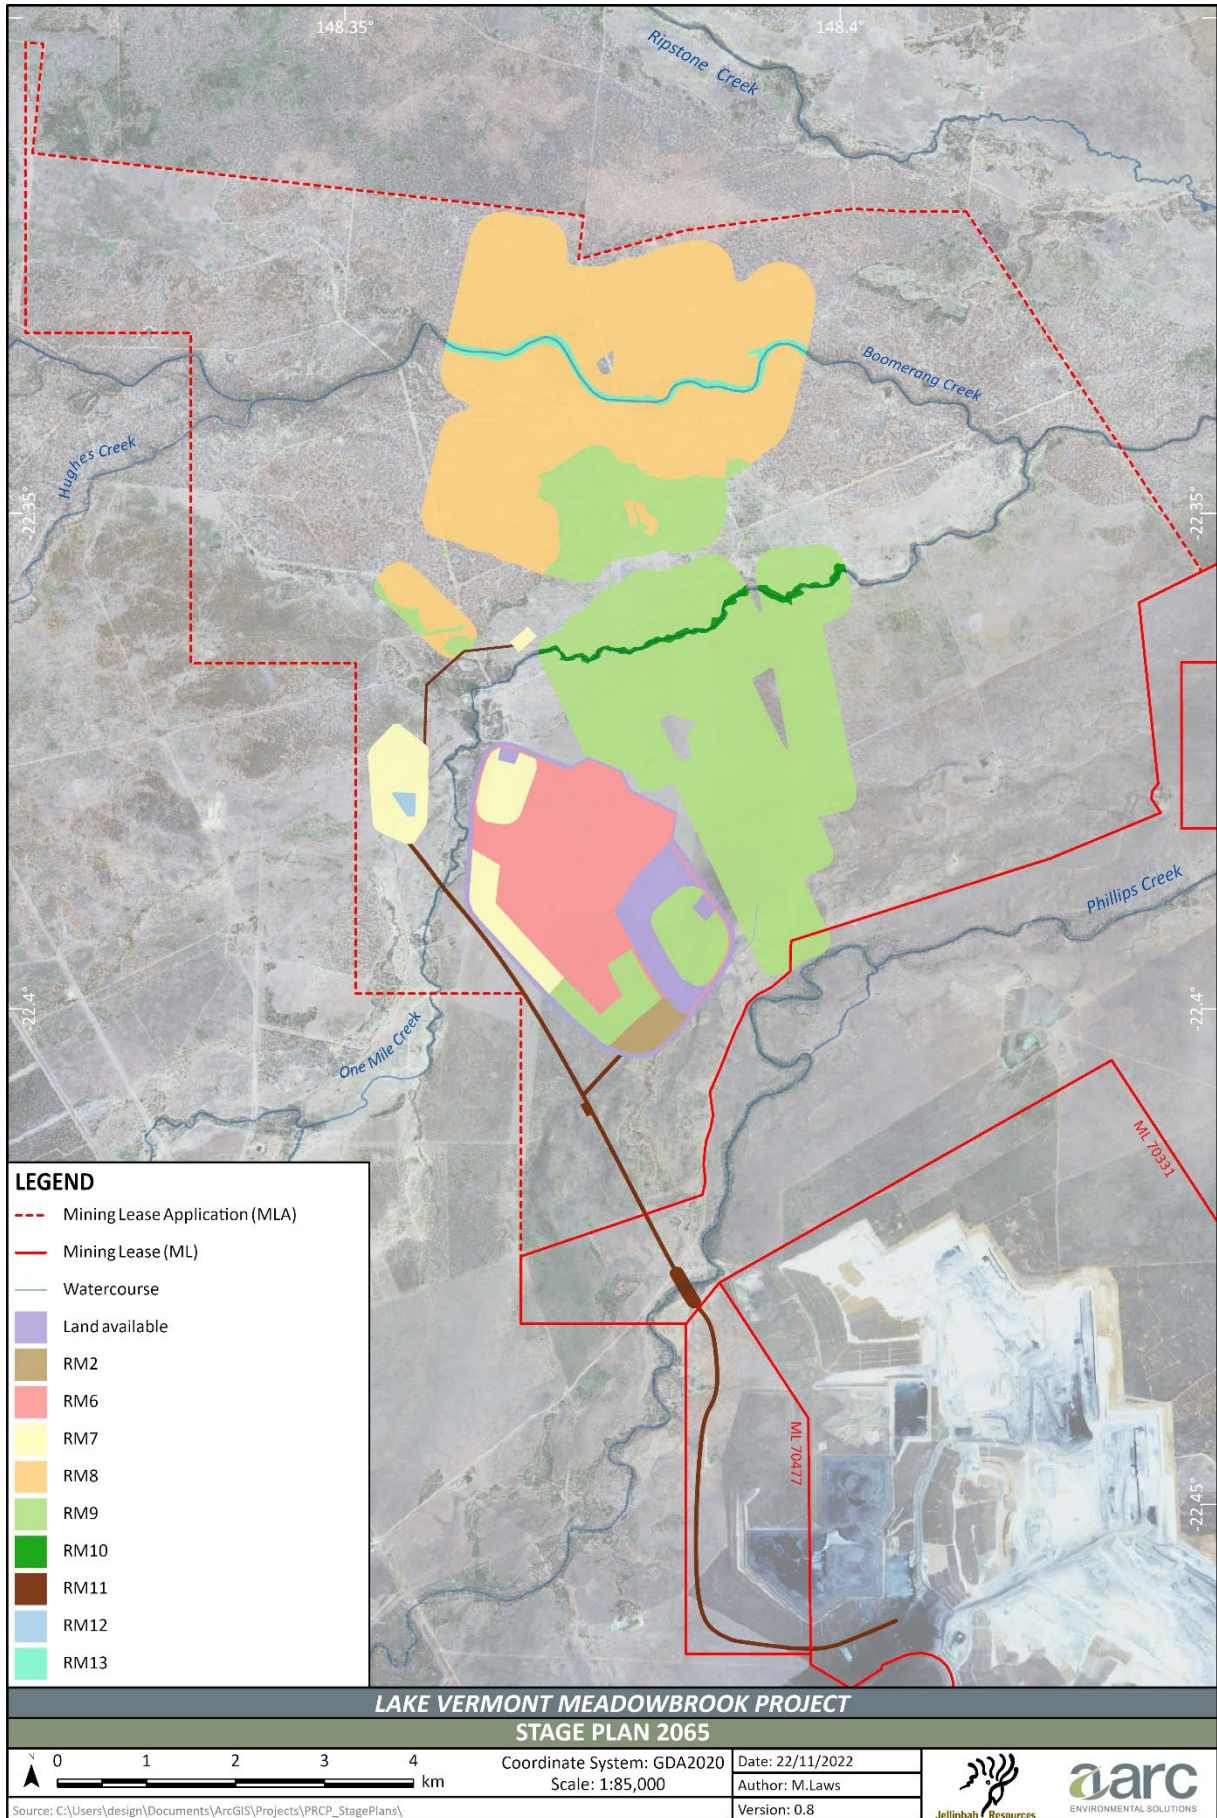 148.35°
148.4°
Ripstone Creek
Boomerang Creek
Hughes Creek
-22.35°
-22.35°
Phillips Creek
-22.4°
-22.4°
One Mile Creek
ML 70331
ML 70477
-22.45°
LEGEND
Mining Lease Application (MLA)
Mining Lease (ML)
Watercourse
Land available
RM2
RM6
RM7
RM8
RM9
RM10
RM11
RM12
RM13
LAKE VERMONT MEADOWBROOK PROJECT
STAGE PLAN 2065
N
0 1 2 3 4
km
Coordinate System: GDA2020
Scale: 1:85,000
Date: 22/11/2022
Author: M.Laws
Version: 0.8
Source: C:\Users\design\Documents\ArcGIS\Projects\PRCP_StagePlans\
Jellinbah Resources
aarc
ENVIRONMENTAL SOLUTIONS